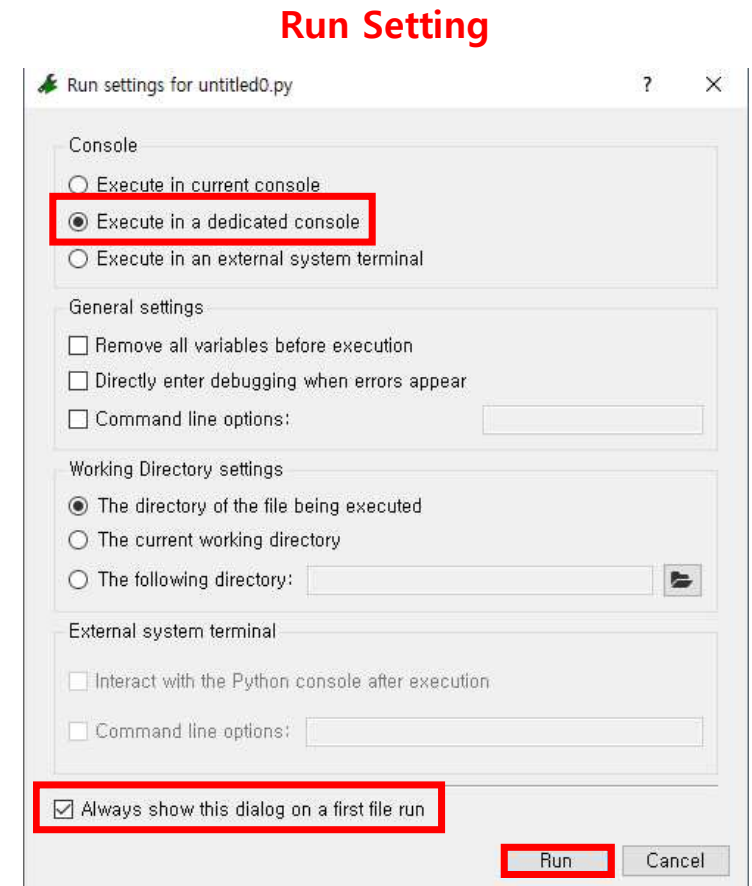 Run Setting
Run settings for untitled0.py
?
Console
Execute in current console
Execute in a dedicated console
Execute in an external system terminal
General settings
Remove all variables before execution
Directly enter debugging when errors appear
Command line options:
Working Directory settings
The directory of the file being executed
The current working directory
The following directory:
External system terminal
Interact with the Python console after execution
Command line options:
Always show this dialog on a first file run
Run Cancel